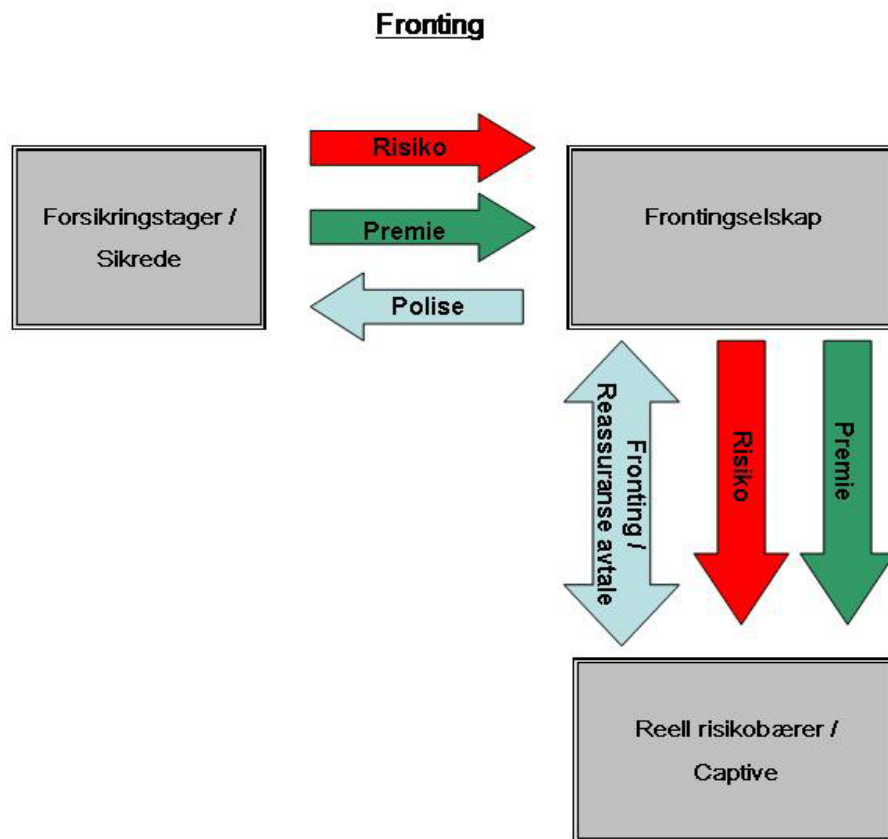 Fronting
Forsikringstager /
Sikrede
Risiko
Premie
Polise
Frontingselskap
Fronting /
Reassuranse avtale
Risiko
Premie
Reell risikobærer /
Captive